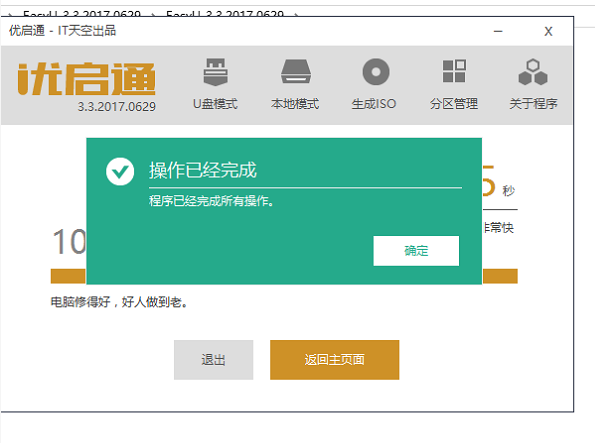 EasyU_3.3.2017.0629 EasyU_3.3.2017.0629
优启通 - IT天空出品
优启通
3.3.2017.0629
U盘模式 本地模式 生成ISO 分区管理 关于程序
操作已经完成
程序已经完成所有操作。
5 秒
非常快
10
确定
电脑修得好，好人做到老。
退出 返回主页面